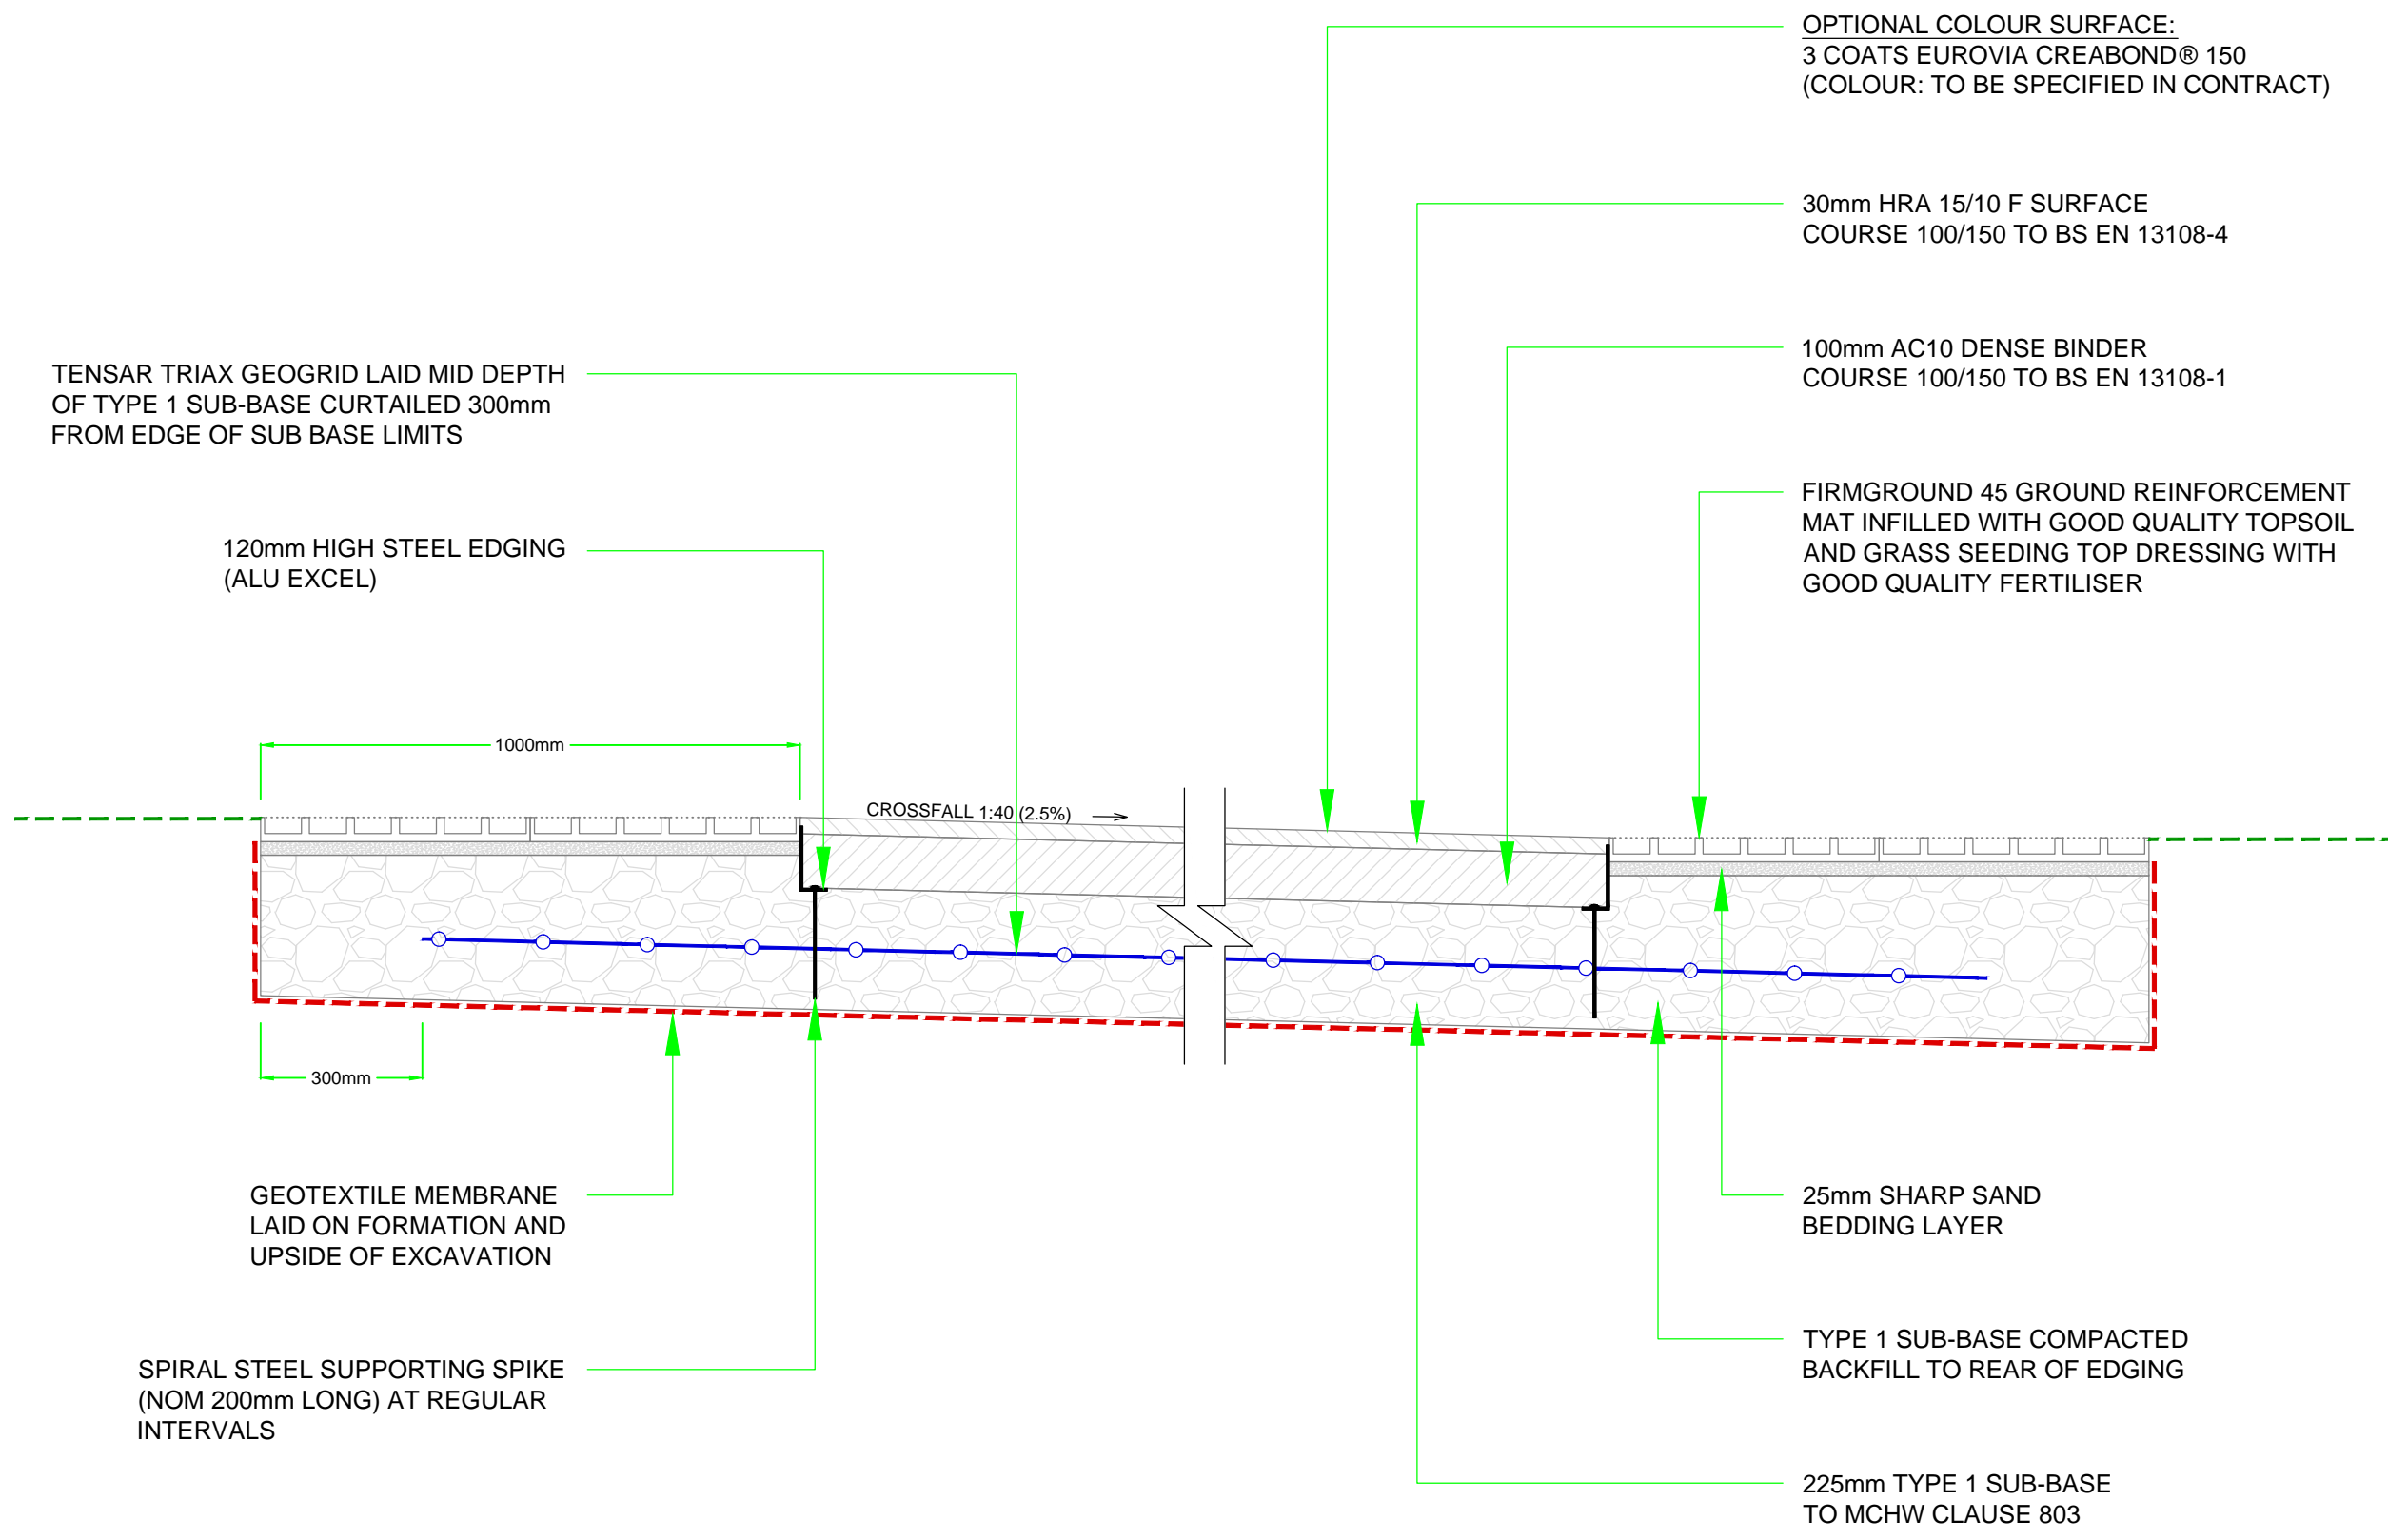 OPTIONAL COLOUR SURFACE:
3 COATS EUROVIA CREABOND® 150
(COLOUR: TO BE SPECIFIED IN CONTRACT)
30mm HRA 15/10 F SURFACE
COURSE 100/150 TO BS EN 13108-4
100mm AC10 DENSE BINDER
COURSE 100/150 TO BS EN 13108-1
TENSAR TRIAX GEOGRID LAID MID DEPTH
OF TYPE 1 SUB-BASE CURTAILED 300mm
FROM EDGE OF SUB BASE LIMITS
FIRMGROUND 45 GROUND REINFORCEMENT
MAT INFILLED WITH GOOD QUALITY TOPSOIL
AND GRASS SEEDING TOP DRESSING WITH
GOOD QUALITY FERTILISER
120mm HIGH STEEL EDGING
(ALU EXCEL)
1000mm
CROSSFALL 1:40 (2.5%)
300mm
GEOTEXTILE MEMBRANE
LAID ON FORMATION AND
UPSIDE OF EXCAVATION
25mm SHARP SAND
BEDDING LAYER
SPIRAL STEEL SUPPORTING SPIKE
(NOM 200mm LONG) AT REGULAR
INTERVALS
TYPE 1 SUB-BASE COMPACTED
BACKFILL TO REAR OF EDGING
225mm TYPE 1 SUB-BASE
TO MCHW CLAUSE 803